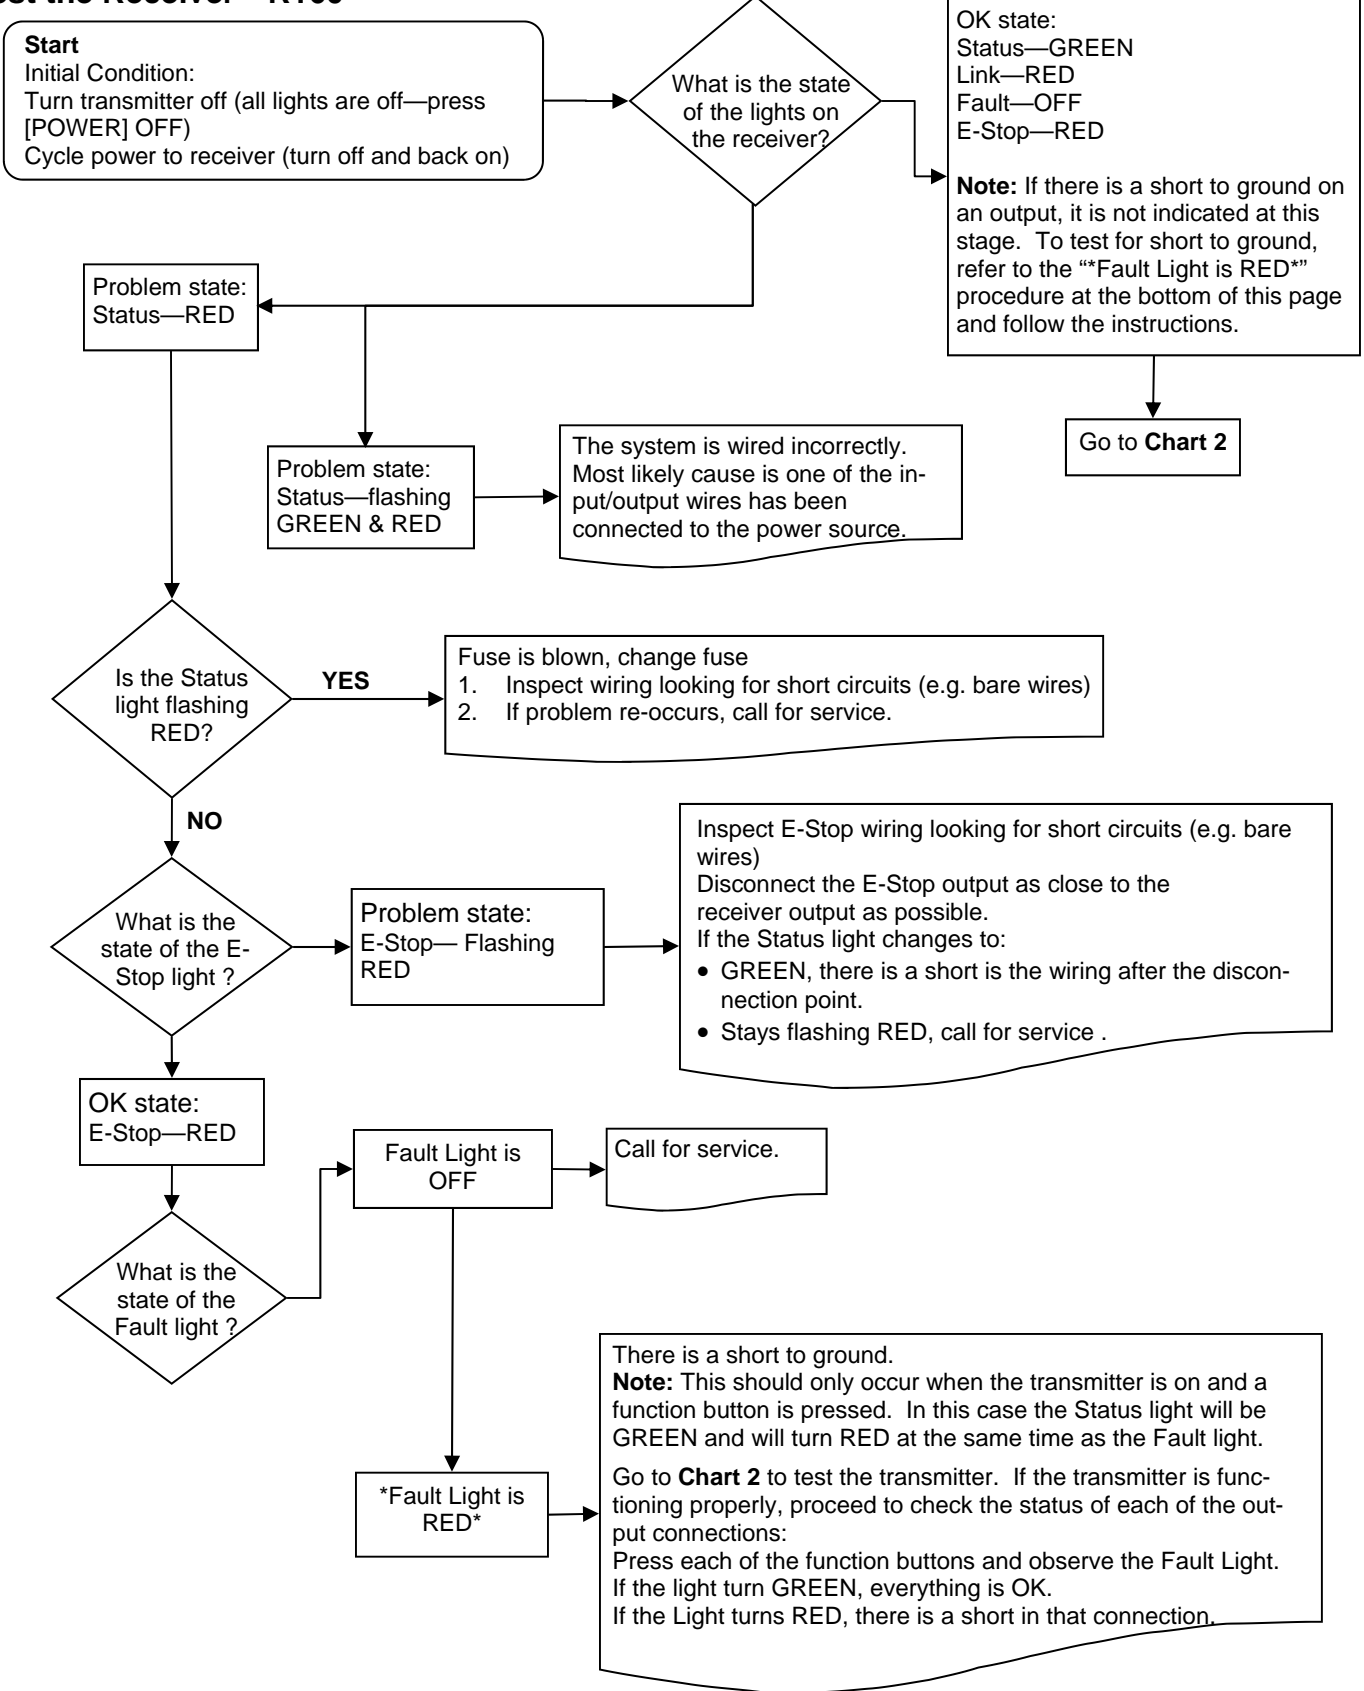 Start
Initial Condition:
Turn transmitter off (all lights are off—press
[POWER] OFF)
Cycle power to receiver (turn off and back on)
What is the state
of the lights on
the receiver?
OK state:
Status—GREEN
Link—RED
Fault—OFF
E-Stop—RED
Note: If there is a short to ground on
an output, it is not indicated at this
stage. To test for short to ground,
refer to the “*Fault Light is RED*”
procedure at the bottom of this page
and follow the instructions.
Go to Chart 2
Problem state:
Status—RED
Problem state:
Status—flashing
GREEN & RED
The system is wired incorrectly.
Most likely cause is one of the in-
put/output wires has been
connected to the power source.
Is the Status
light flashing
RED?
YES
Fuse is blown, change fuse
1. Inspect wiring looking for short circuits (e.g. bare wires)
2. If problem re-occurs, call for service.
NO
What is the
state of the E-
Stop light ?
Problem state:
E-Stop— Flashing
RED
Inspect E-Stop wiring looking for short circuits (e.g. bare
wires)
Disconnect the E-Stop output as close to the
receiver output as possible.
If the Status light changes to:
• GREEN, there is a short is the wiring after the discon-
nection point.
• Stays flashing RED, call for service .
OK state:
E-Stop—RED
What is the
state of the
Fault light ?
Fault Light is
OFF
Call for service.
*Fault Light is
RED*
There is a short to ground.
Note: This should only occur when the transmitter is on and a
function button is pressed. In this case the Status light will be
GREEN and will turn RED at the same time as the Fault light.
Go to Chart 2 to test the transmitter. If the transmitter is func-
tioning properly, proceed to check the status of each of the out-
put connections:
Press each of the function buttons and observe the Fault Light.
If the light turn GREEN, everything is OK.
If the Light turns RED, there is a short in that connection.